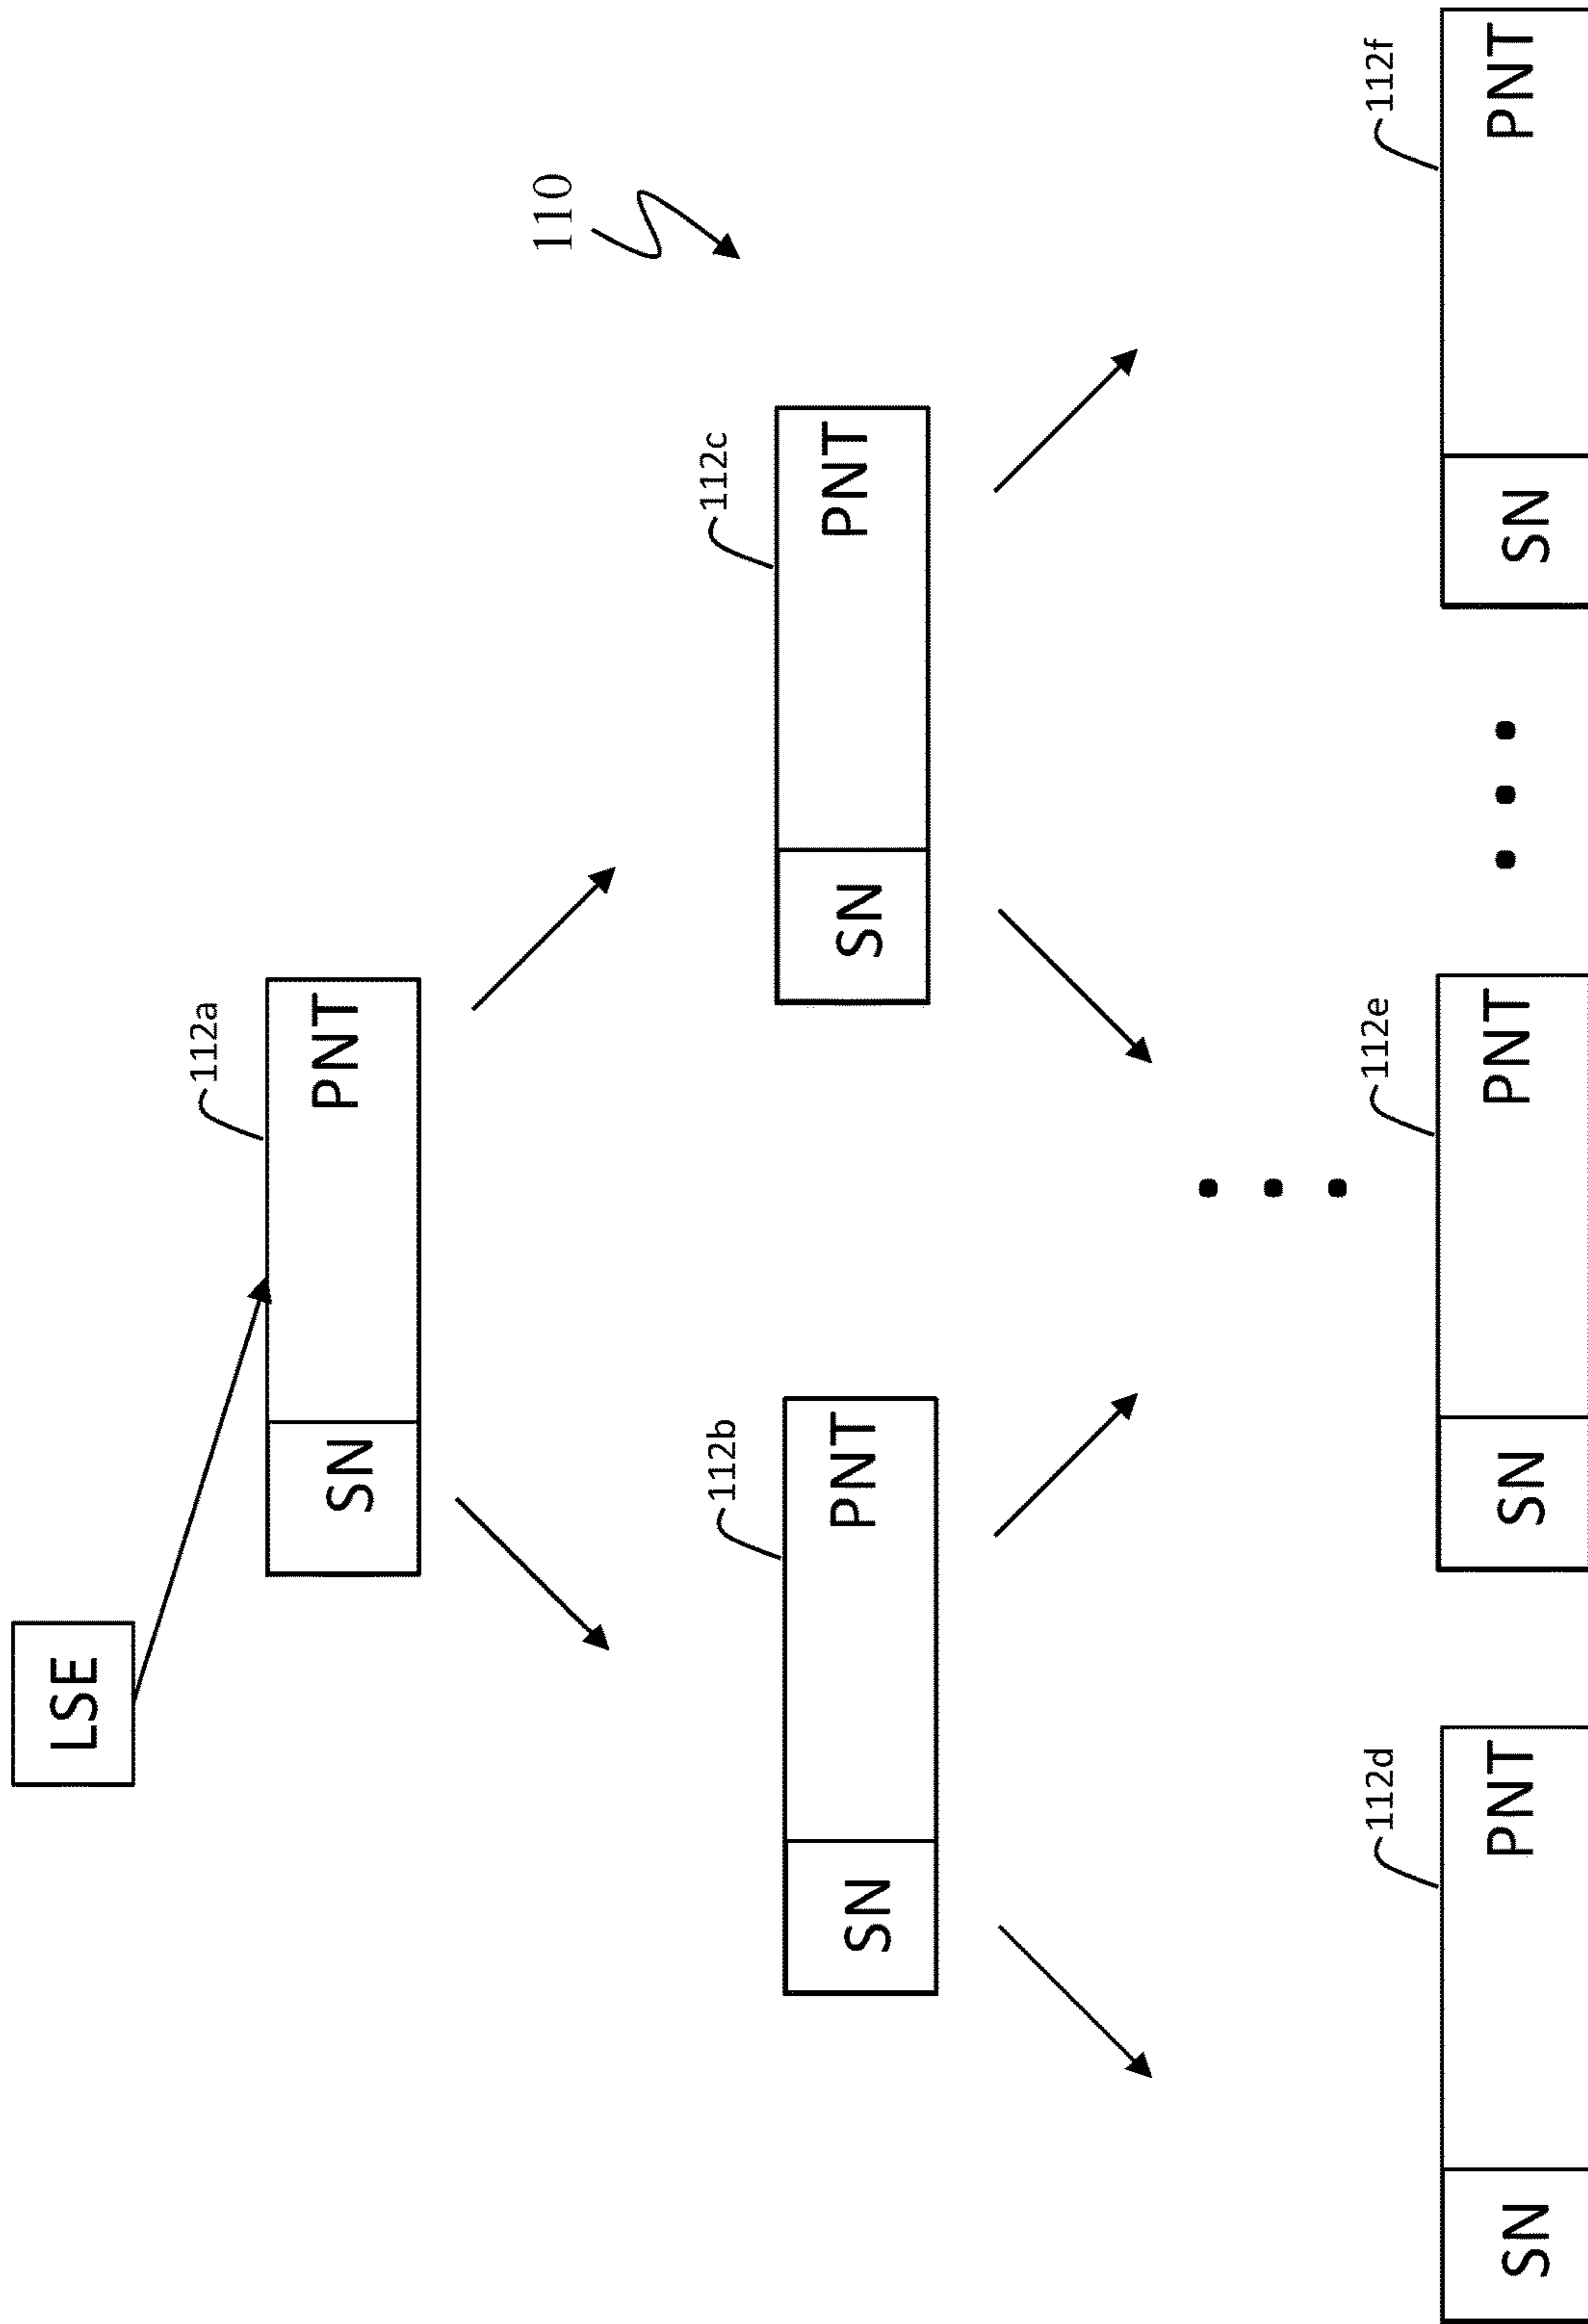 LSE
112a
SN PNT
110
112b
SN PNT
112c
SN PNT
112d
SN PNT
112e
SN PNT
112f
SN PNT